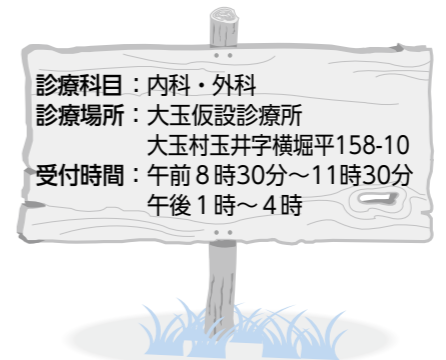 診療科目：内科・外科
診療場所：大玉仮設診療所
大玉村玉井字横堀平158-10
受付時間：午前８時30分～11時30分
午後１時～４時